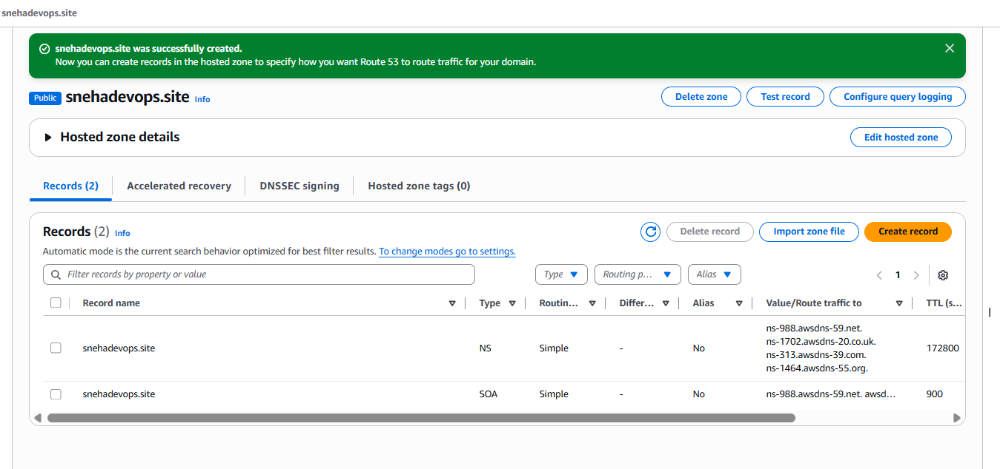 snehadevops.site
snehadevops.site was successfully created.
Now you can create records in the hosted zone to specify how you want Route 53 to route traffic for your domain.
Public snehadevops.site Info Delete zone Test record Configure query logging
Hosted zone details Edit hosted zone
Records (2) Accelerated recovery DNSSEC signing Hosted zone tags (0)
Records (2) Info Delete record Import zone file Create record
Automatic mode is the current search behavior optimized for best filter results. To change modes go to settings.
Filter records by property or value Type Routing p... Alias 1
Record name Type Routin... Differ... Alias Value/Route traffic to TTL (s...
snehadevops.site NS Simple - No ns-988.awsdns-59.net.
ns-1702.awsdns-20.co.uk.
ns-313.awsdns-39.com.
ns-1464.awsdns-55.org.
172800
snehadevops.site SOA Simple - No ns-988.awsdns-59.net. awsd... 900